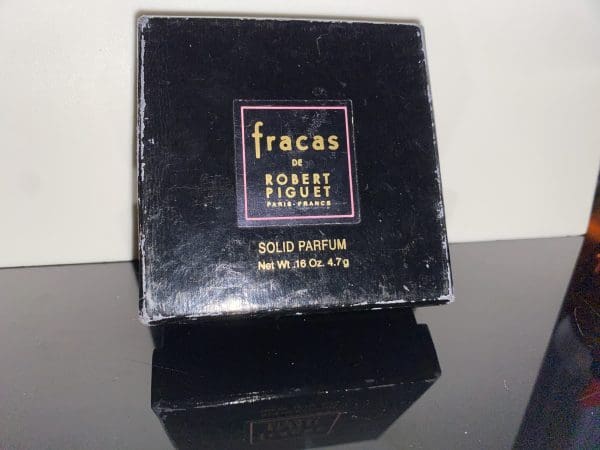 fracas
DE
ROBERT
PIGUET
PARIS-FRANCE
SOLID PARFUM
Net Wt .16 Oz. 4.7g